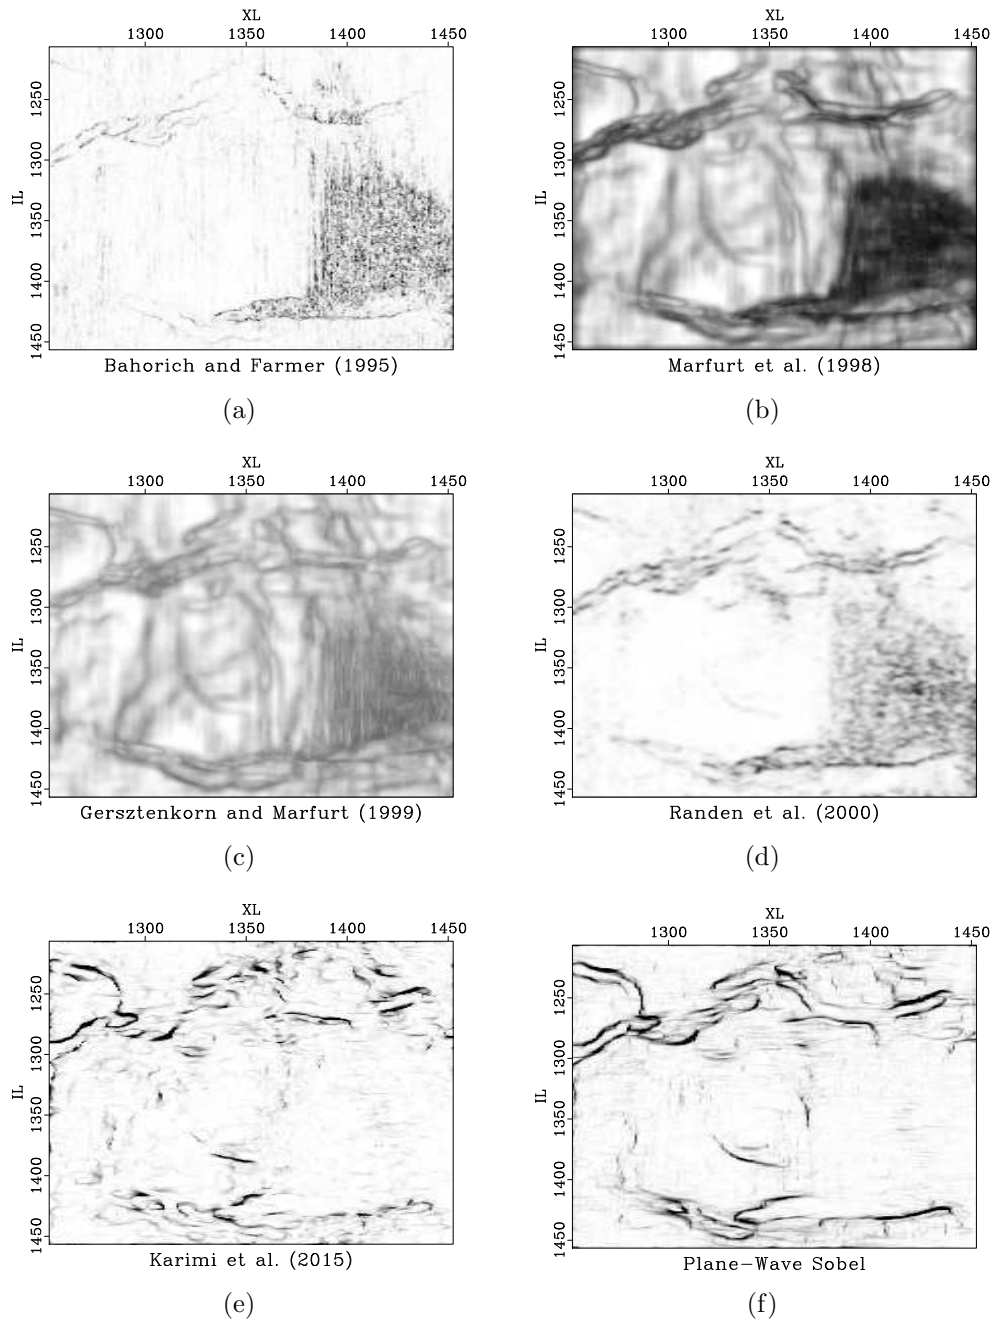 XL
1300 1350 1400 1450
IL
1250
1300
1350
1400
1450
Bahorich and Farmer (1995)
(a)
XL
1300 1350 1400 1450
IL
1250
1300
1350
1400
1450
Marfurt et al. (1998)
(b)
XL
1300 1350 1400 1450
IL
1250
1300
1350
1400
1450
Gersztenkorn and Marfurt (1999)
(c)
XL
1300 1350 1400 1450
IL
1250
1300
1350
1400
1450
Randen et al. (2000)
(d)
XL
1300 1350 1400 1450
IL
1250
1300
1350
1400
1450
Karimi et al. (2015)
(e)
XL
1300 1350 1400 1450
IL
1250
1300
1350
1400
1450
Plane-Wave Sobel
(f)